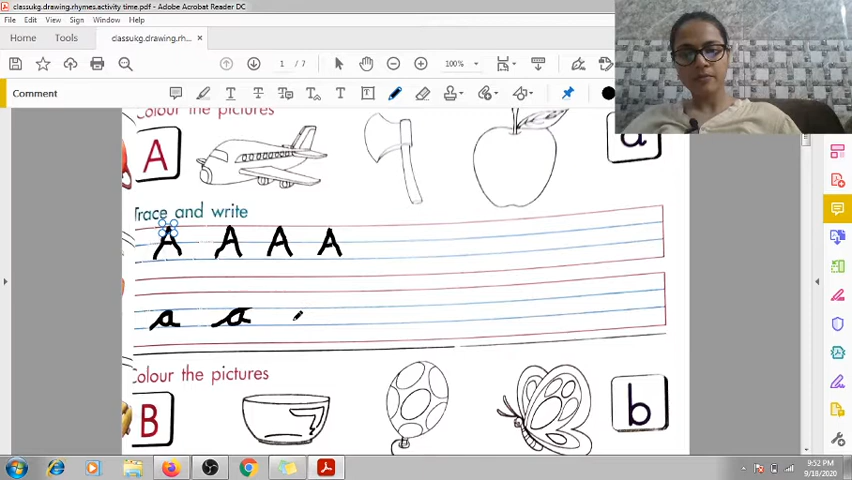 classukg.drawing.rhymes.activity time.pdf - Adobe Acrobat Reader DC
File Edit View Sign Window Help
Home Tools classukg.drawing.rh... ×
1 / 7 100%
Comment
Colour the pictures
A a
Trace and write
A A A A
a a
Colour the pictures
B b
9:52 PM
9/18/2020